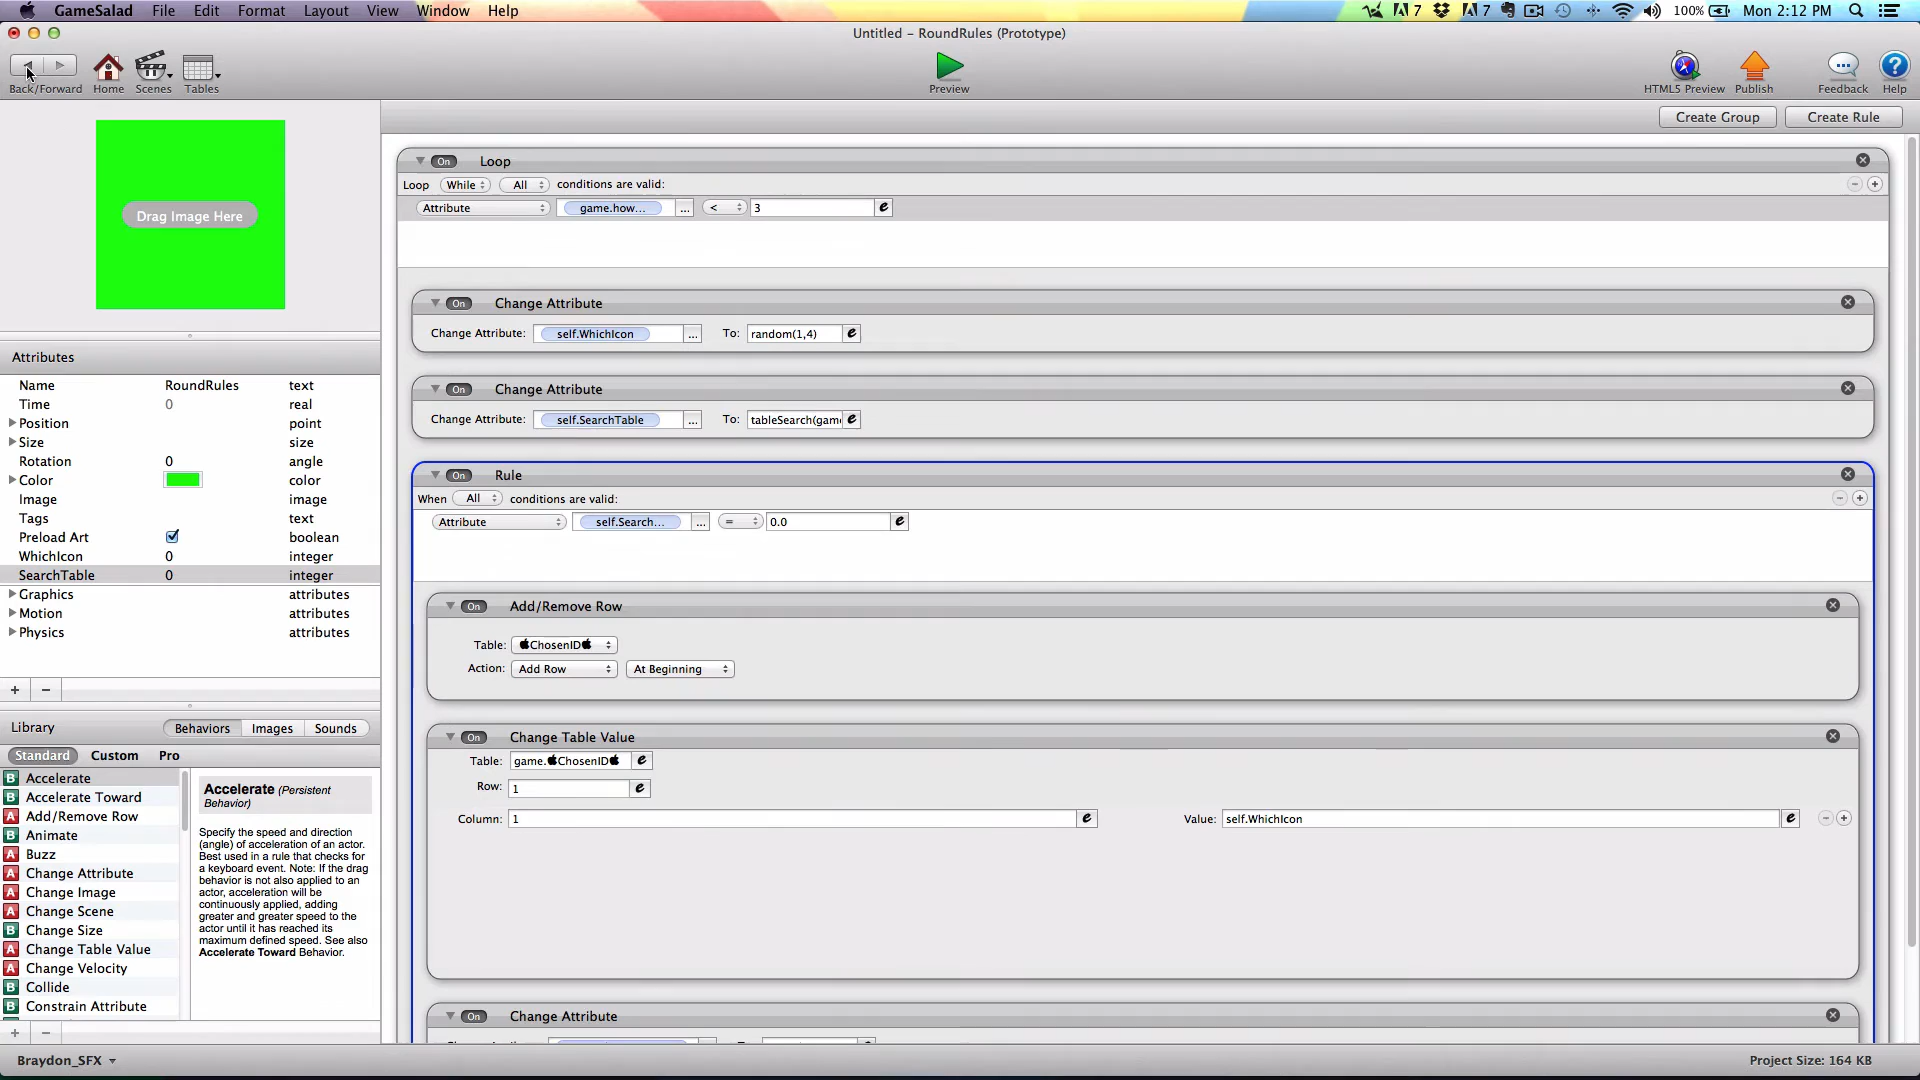 GameSalad File Edit Format Layout View Window Help 7 7 100% Mon 2:12 PM
Untitled – RoundRules (Prototype)
Back/Forward Home Scenes Tables Preview HTML5 Preview Publish Feedback Help
Create Group Create Rule
Drag Image Here
On Loop
Loop While All conditions are valid:
Attribute game.how... ... < 3 e
On Change Attribute
Change Attribute: self.WhichIcon ... To: random(1,4) e
On Change Attribute
Change Attribute: self.SearchTable ... To: tableSearch(gam e
On Rule
When All conditions are valid:
Attribute self.Search... ... = 0.0 e
On Add/Remove Row
Table: ChosenID
Action: Add Row At Beginning
On Change Table Value
Table: game.ChosenID e
Row: 1 e
Column: 1 e Value: self.WhichIcon e
On Change Attribute
Attributes
Name RoundRules text
Time 0 real
Position point
Size size
Rotation 0 angle
Color color
Image image
Tags text
Preload Art boolean
WhichIcon 0 integer
SearchTable 0 integer
Graphics attributes
Motion attributes
Physics attributes
+ −
Library Behaviors Images Sounds
Standard Custom Pro
B Accelerate
B Accelerate Toward
A Add/Remove Row
B Animate
A Buzz
A Change Attribute
A Change Image
A Change Scene
B Change Size
A Change Table Value
A Change Velocity
B Collide
B Constrain Attribute
Accelerate (Persistent
Behavior)
Specify the speed and direction
(angle) of acceleration of an actor.
Best used in a rule that checks for
a keyboard event. Note: If the drag
behavior is not also applied to an
actor, acceleration will be
continuously applied, adding
greater and greater speed to the
actor until it has reached its
maximum defined speed. See also
Accelerate Toward Behavior.
+ −
Braydon_SFX Project Size: 164 KB